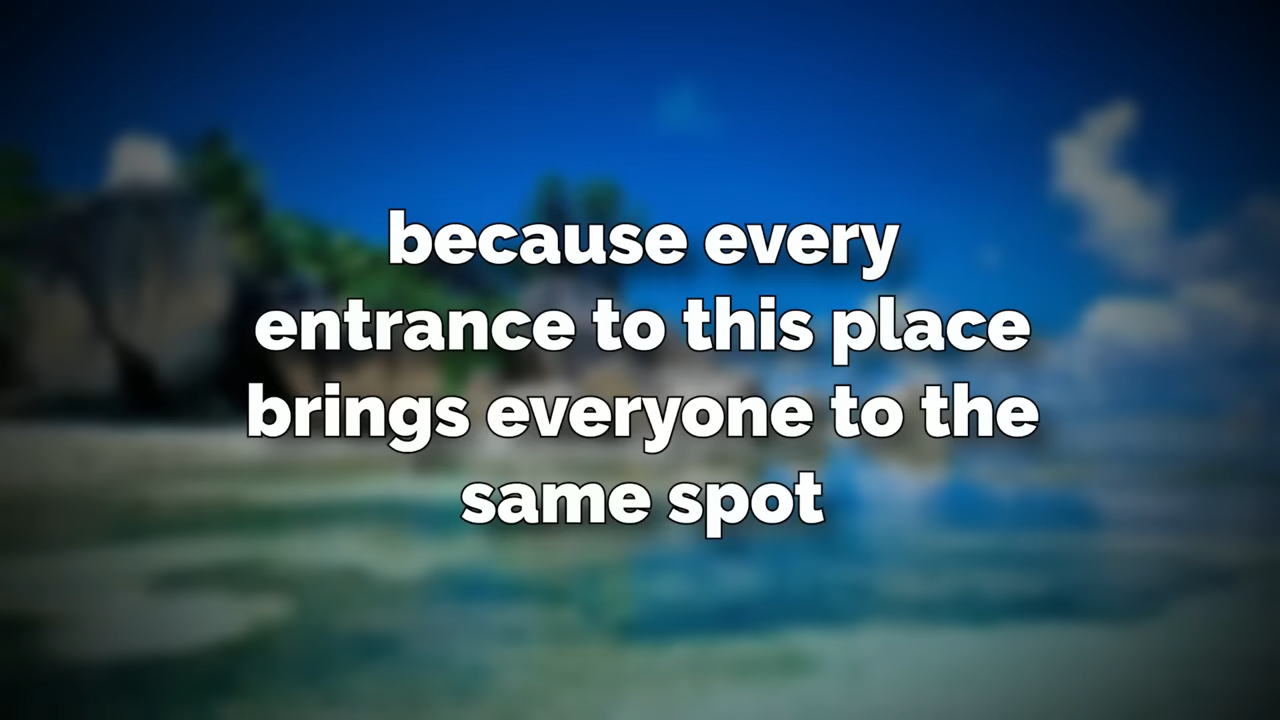 because every
entrance to this place
brings everyone to the
same spot